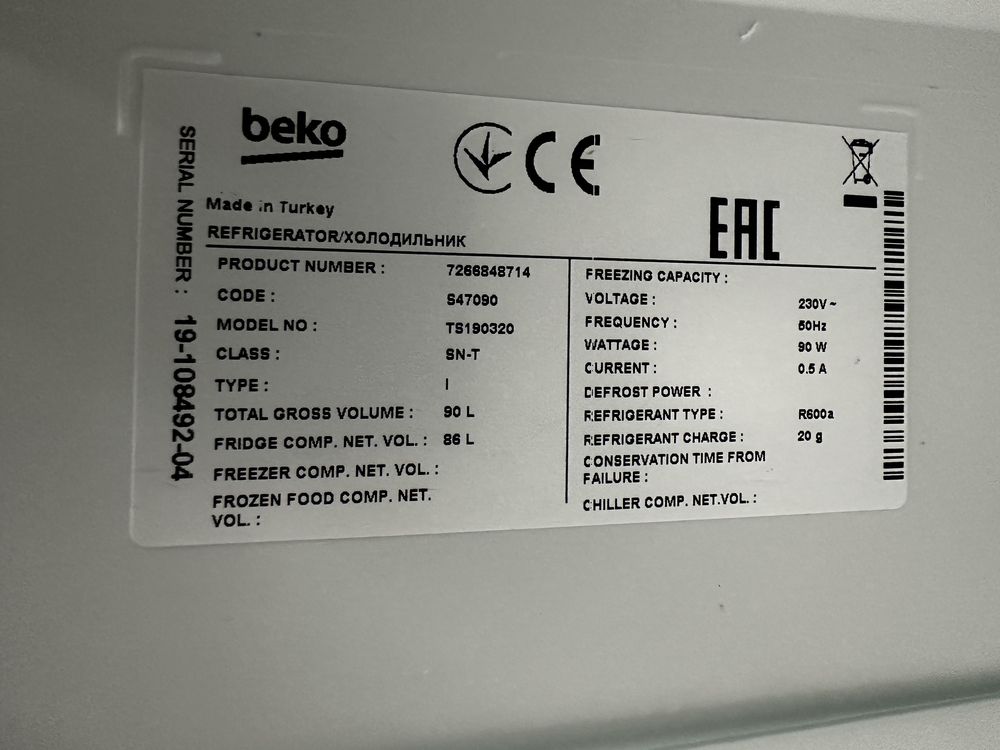 beko
CE
Made in Turkey
REFRIGERATOR/ХОЛОДИЛЬНИК
EAC
SERIAL NUMBER : 19-108492-04
PRODUCT NUMBER : 7266848714
CODE : S47090
MODEL NO : TS190320
CLASS : SN-T
TYPE : I
TOTAL GROSS VOLUME : 90 L
FRIDGE COMP. NET. VOL. : 86 L
FREEZER COMP. NET. VOL. :
FROZEN FOOD COMP. NET.
VOL. :
FREEZING CAPACITY :
VOLTAGE : 230V ~
FREQUENCY : 50Hz
WATTAGE : 90 W
CURRENT : 0.5 A
DEFROST POWER :
REFRIGERANT TYPE : R600a
REFRIGERANT CHARGE : 20 g
CONSERVATION TIME FROM
FAILURE :
CHILLER COMP. NET.VOL. :